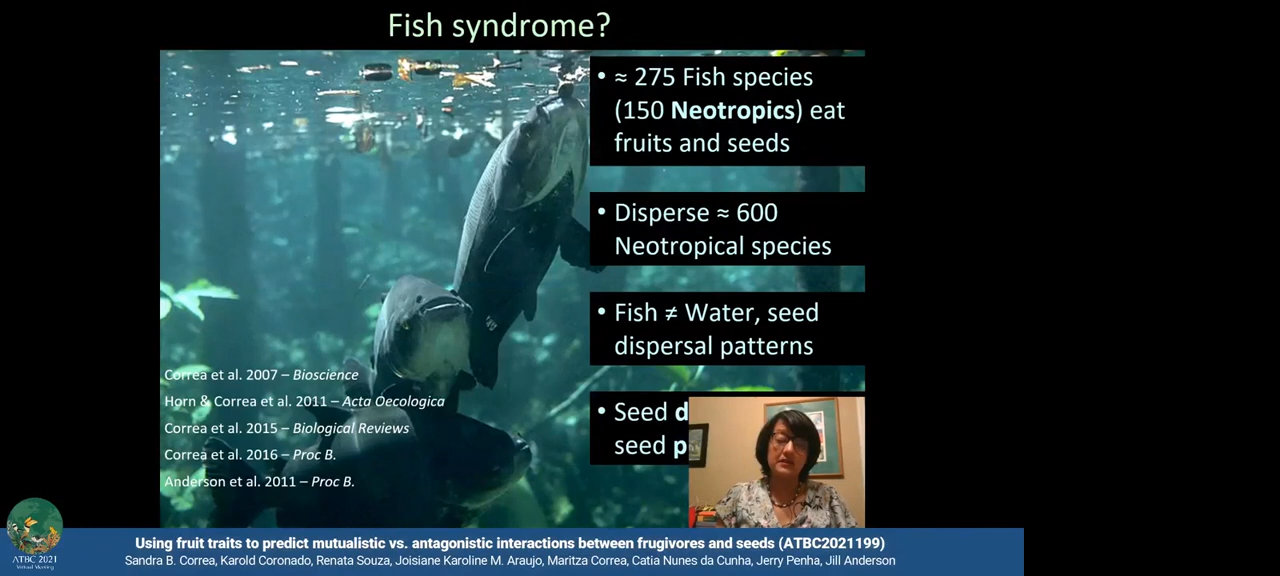 Fish syndrome?
• ≈ 275 Fish species
(150 Neotropics) eat
fruits and seeds
• Disperse ≈ 600
Neotropical species
• Fish ≠ Water, seed
dispersal patterns
• Seed d
seed p
Correa et al. 2007 – Bioscience
Horn & Correa et al. 2011 – Acta Oecologica
Correa et al. 2015 – Biological Reviews
Correa et al. 2016 – Proc B.
Anderson et al. 2011 – Proc B.
ATBC 2021
Virtual Meeting
Using fruit traits to predict mutualistic vs. antagonistic interactions between frugivores and seeds (ATBC2021199)
Sandra B. Correa, Karold Coronado, Renata Souza, Joisiane Karoline M. Araujo, Maritza Correa, Catia Nunes da Cunha, Jerry Penha, Jill Anderson